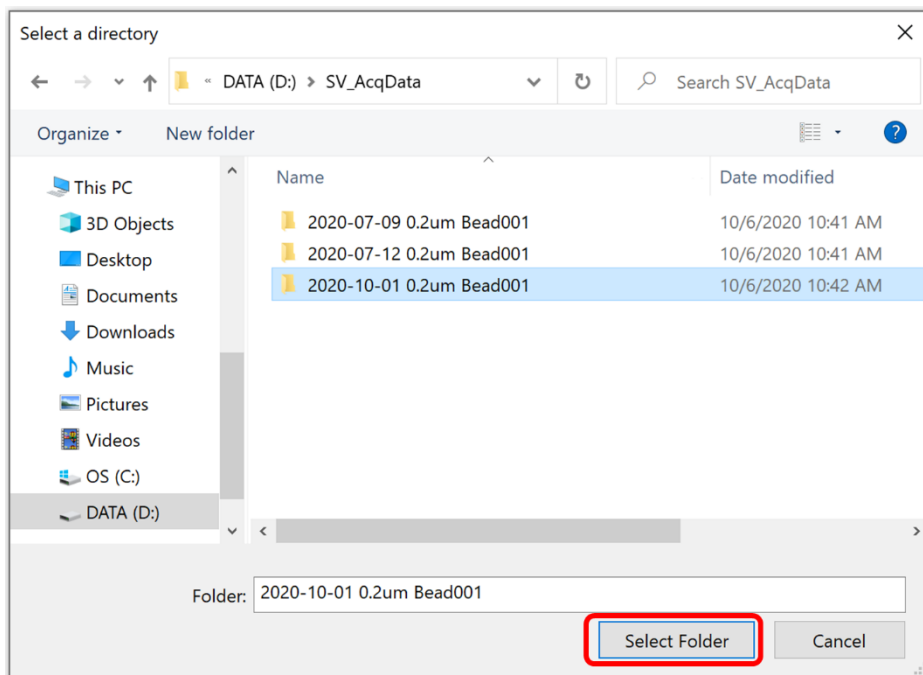 Select a directory
« DATA (D:) > SV_AcqData
Search SV_AcqData
Organize
New folder
?
This PC
3D Objects
Desktop
Documents
Downloads
Music
Pictures
Videos
OS (C:)
DATA (D:)
Name Date modified
2020-07-09 0.2um Bead001 10/6/2020 10:41 AM
2020-07-12 0.2um Bead001 10/6/2020 10:41 AM
2020-10-01 0.2um Bead001 10/6/2020 10:42 AM
Folder: 2020-10-01 0.2um Bead001
Select Folder
Cancel